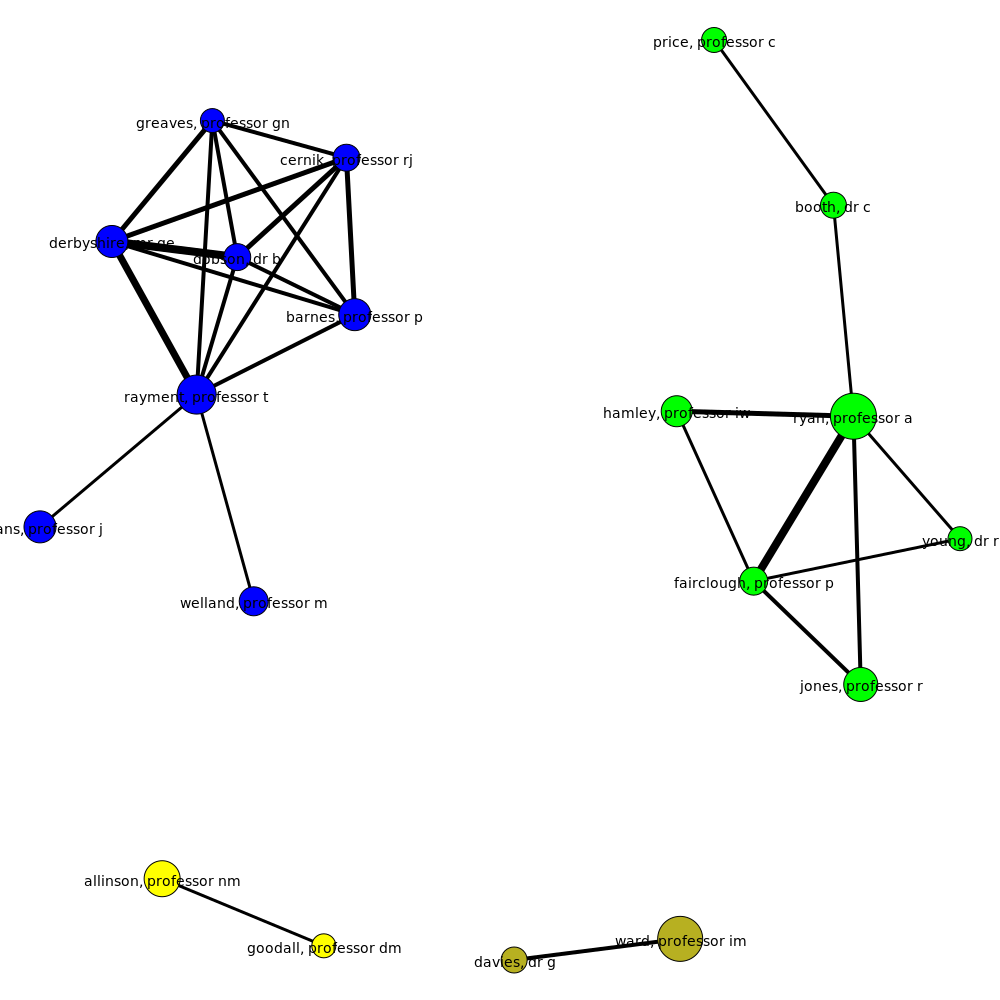 price, professor c
greaves, professor gn
cernik, professor rj
booth, dr c
derbyshire, mr ge
dobson, dr b
barnes, professor p
rayment, professor t
hamley, professor iw
ryan, professor a
ans, professor j
young, dr r
fairclough, professor p
welland, professor m
jones, professor r
allinson, professor nm
goodall, professor dm
ward, professor im
davies, dr g